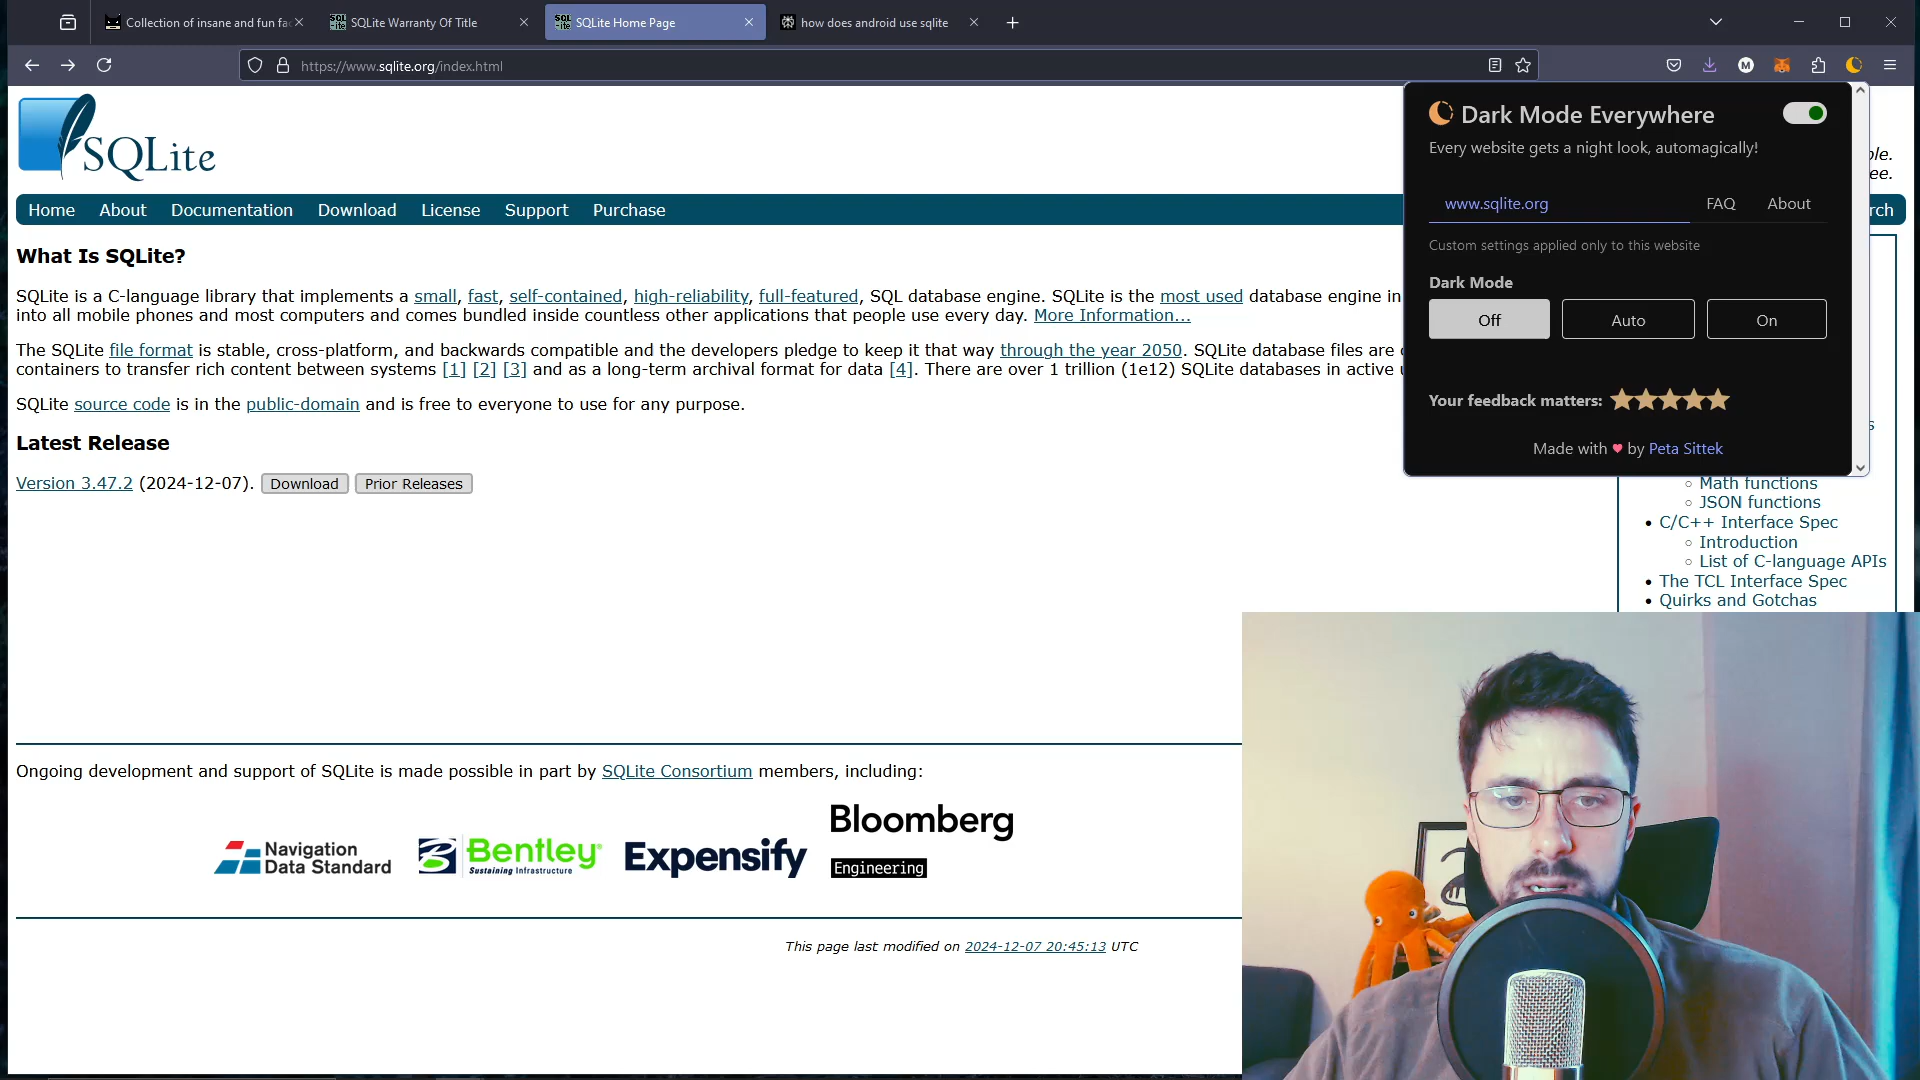 Collection of insane and fun fac
SQLite Warranty Of Title
SQLite Home Page
how does android use sqlite
https://www.sqlite.org/index.html
M
SQLite
Home About Documentation Download License Support Purchase
What Is SQLite?
SQLite is a C-language library that implements a small, fast, self-contained, high-reliability, full-featured, SQL database engine. SQLite is the most used database engine in
into all mobile phones and most computers and comes bundled inside countless other applications that people use every day. More Information...
The SQLite file format is stable, cross-platform, and backwards compatible and the developers pledge to keep it that way through the year 2050. SQLite database files are
containers to transfer rich content between systems [1] [2] [3] and as a long-term archival format for data [4]. There are over 1 trillion (1e12) SQLite databases in active
SQLite source code is in the public-domain and is free to everyone to use for any purpose.
Latest Release
Version 3.47.2 (2024-12-07). Download Prior Releases
Dark Mode Everywhere
Every website gets a night look, automagically!
www.sqlite.org FAQ About
Custom settings applied only to this website
Dark Mode
Off Auto On
Your feedback matters:
Made with ♥ by Peta Sittek
Math functions
JSON functions
C/C++ Interface Spec
Introduction
List of C-language APIs
The TCL Interface Spec
Quirks and Gotchas
Ongoing development and support of SQLite is made possible in part by SQLite Consortium members, including:
Navigation
Data Standard
Bentley
Sustaining Infrastructure
Expensify
Bloomberg
Engineering
This page last modified on 2024-12-07 20:45:13 UTC